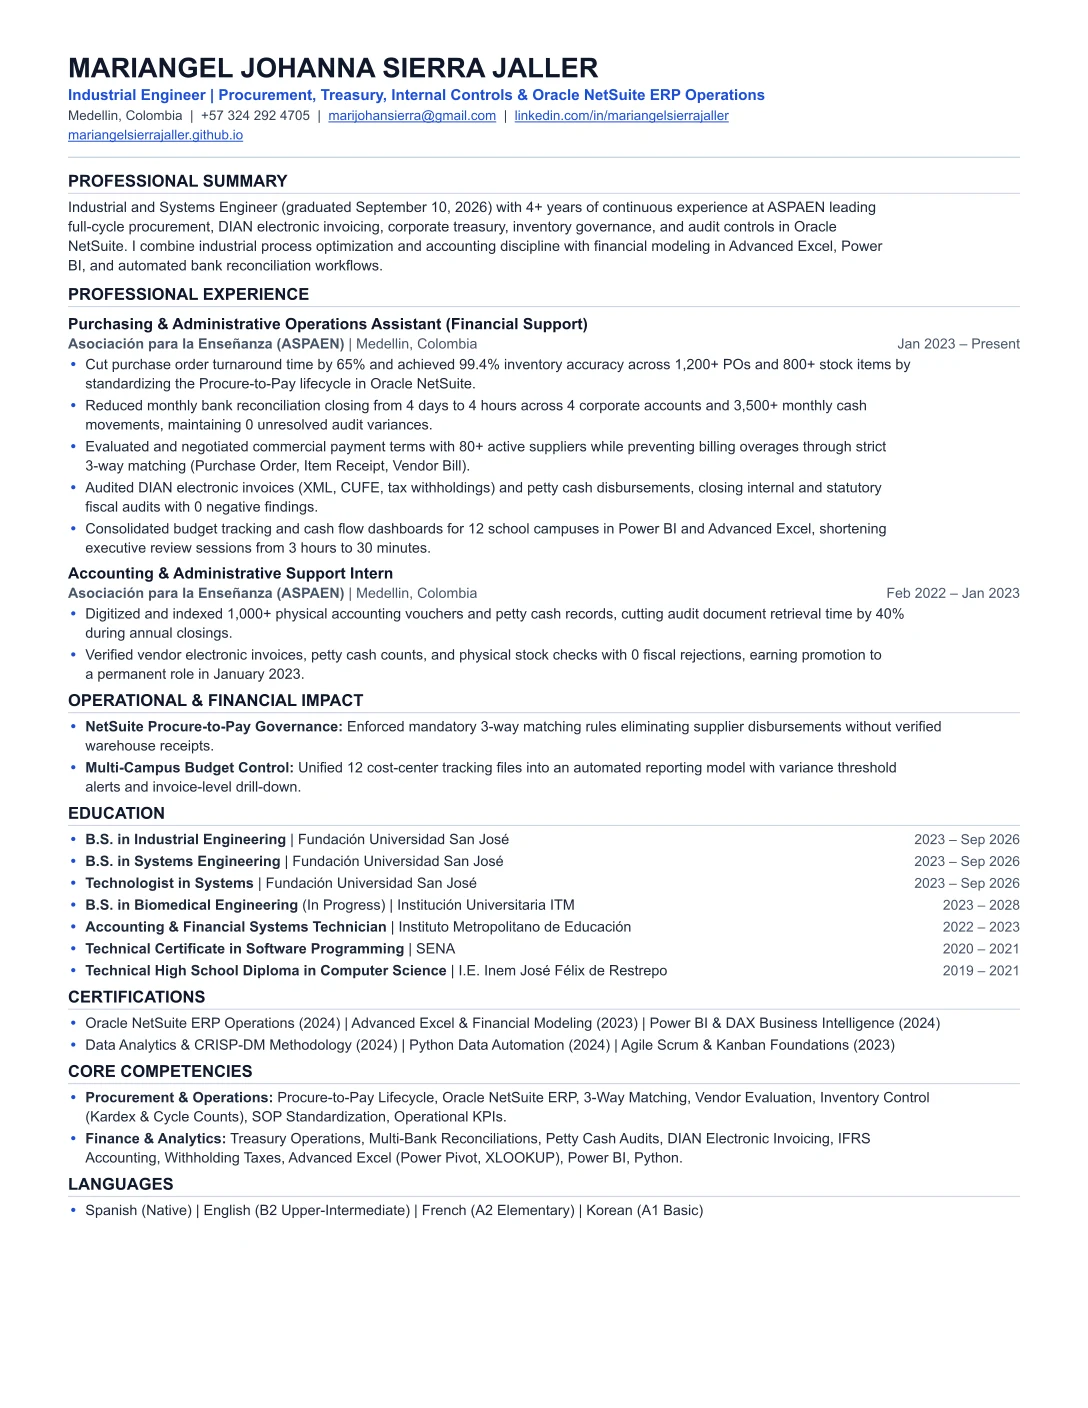 MARIANGEL JOHANNA SIERRA JALLER
Industrial Engineer | Procurement, Treasury, Internal Controls & Oracle NetSuite ERP Operations
Medellin, Colombia | +57 324 292 4705 | marijohansierra@gmail.com | linkedin.com/in/mariangelsierrajaller
mariangelsierrajaller.github.io
PROFESSIONAL SUMMARY
Industrial and Systems Engineer (graduated September 10, 2026) with 4+ years of continuous experience at ASPAEN leading
full-cycle procurement, DIAN electronic invoicing, corporate treasury, inventory governance, and audit controls in Oracle
NetSuite. I combine industrial process optimization and accounting discipline with financial modeling in Advanced Excel, Power
BI, and automated bank reconciliation workflows.
PROFESSIONAL EXPERIENCE
Purchasing & Administrative Operations Assistant (Financial Support)
Asociación para la Enseñanza (ASPAEN) | Medellin, Colombia Jan 2023 – Present
• Cut purchase order turnaround time by 65% and achieved 99.4% inventory accuracy across 1,200+ POs and 800+ stock items by
standardizing the Procure-to-Pay lifecycle in Oracle NetSuite.
• Reduced monthly bank reconciliation closing from 4 days to 4 hours across 4 corporate accounts and 3,500+ monthly cash
movements, maintaining 0 unresolved audit variances.
• Evaluated and negotiated commercial payment terms with 80+ active suppliers while preventing billing overages through strict
3-way matching (Purchase Order, Item Receipt, Vendor Bill).
• Audited DIAN electronic invoices (XML, CUFE, tax withholdings) and petty cash disbursements, closing internal and statutory
fiscal audits with 0 negative findings.
• Consolidated budget tracking and cash flow dashboards for 12 school campuses in Power BI and Advanced Excel, shortening
executive review sessions from 3 hours to 30 minutes.
Accounting & Administrative Support Intern
Asociación para la Enseñanza (ASPAEN) | Medellin, Colombia Feb 2022 – Jan 2023
• Digitized and indexed 1,000+ physical accounting vouchers and petty cash records, cutting audit document retrieval time by 40%
during annual closings.
• Verified vendor electronic invoices, petty cash counts, and physical stock checks with 0 fiscal rejections, earning promotion to
a permanent role in January 2023.
OPERATIONAL & FINANCIAL IMPACT
• NetSuite Procure-to-Pay Governance: Enforced mandatory 3-way matching rules eliminating supplier disbursements without verified
warehouse receipts.
• Multi-Campus Budget Control: Unified 12 cost-center tracking files into an automated reporting model with variance threshold
alerts and invoice-level drill-down.
EDUCATION
• B.S. in Industrial Engineering | Fundación Universidad San José 2023 – Sep 2026
• B.S. in Systems Engineering | Fundación Universidad San José 2023 – Sep 2026
• Technologist in Systems | Fundación Universidad San José 2023 – Sep 2026
• B.S. in Biomedical Engineering (In Progress) | Institución Universitaria ITM 2023 – 2028
• Accounting & Financial Systems Technician | Instituto Metropolitano de Educación 2022 – 2023
• Technical Certificate in Software Programming | SENA 2020 – 2021
• Technical High School Diploma in Computer Science | I.E. Inem José Félix de Restrepo 2019 – 2021
CERTIFICATIONS
• Oracle NetSuite ERP Operations (2024) | Advanced Excel & Financial Modeling (2023) | Power BI & DAX Business Intelligence (2024)
• Data Analytics & CRISP-DM Methodology (2024) | Python Data Automation (2024) | Agile Scrum & Kanban Foundations (2023)
CORE COMPETENCIES
• Procurement & Operations: Procure-to-Pay Lifecycle, Oracle NetSuite ERP, 3-Way Matching, Vendor Evaluation, Inventory Control
(Kardex & Cycle Counts), SOP Standardization, Operational KPIs.
• Finance & Analytics: Treasury Operations, Multi-Bank Reconciliations, Petty Cash Audits, DIAN Electronic Invoicing, IFRS
Accounting, Withholding Taxes, Advanced Excel (Power Pivot, XLOOKUP), Power BI, Python.
LANGUAGES
• Spanish (Native) | English (B2 Upper-Intermediate) | French (A2 Elementary) | Korean (A1 Basic)